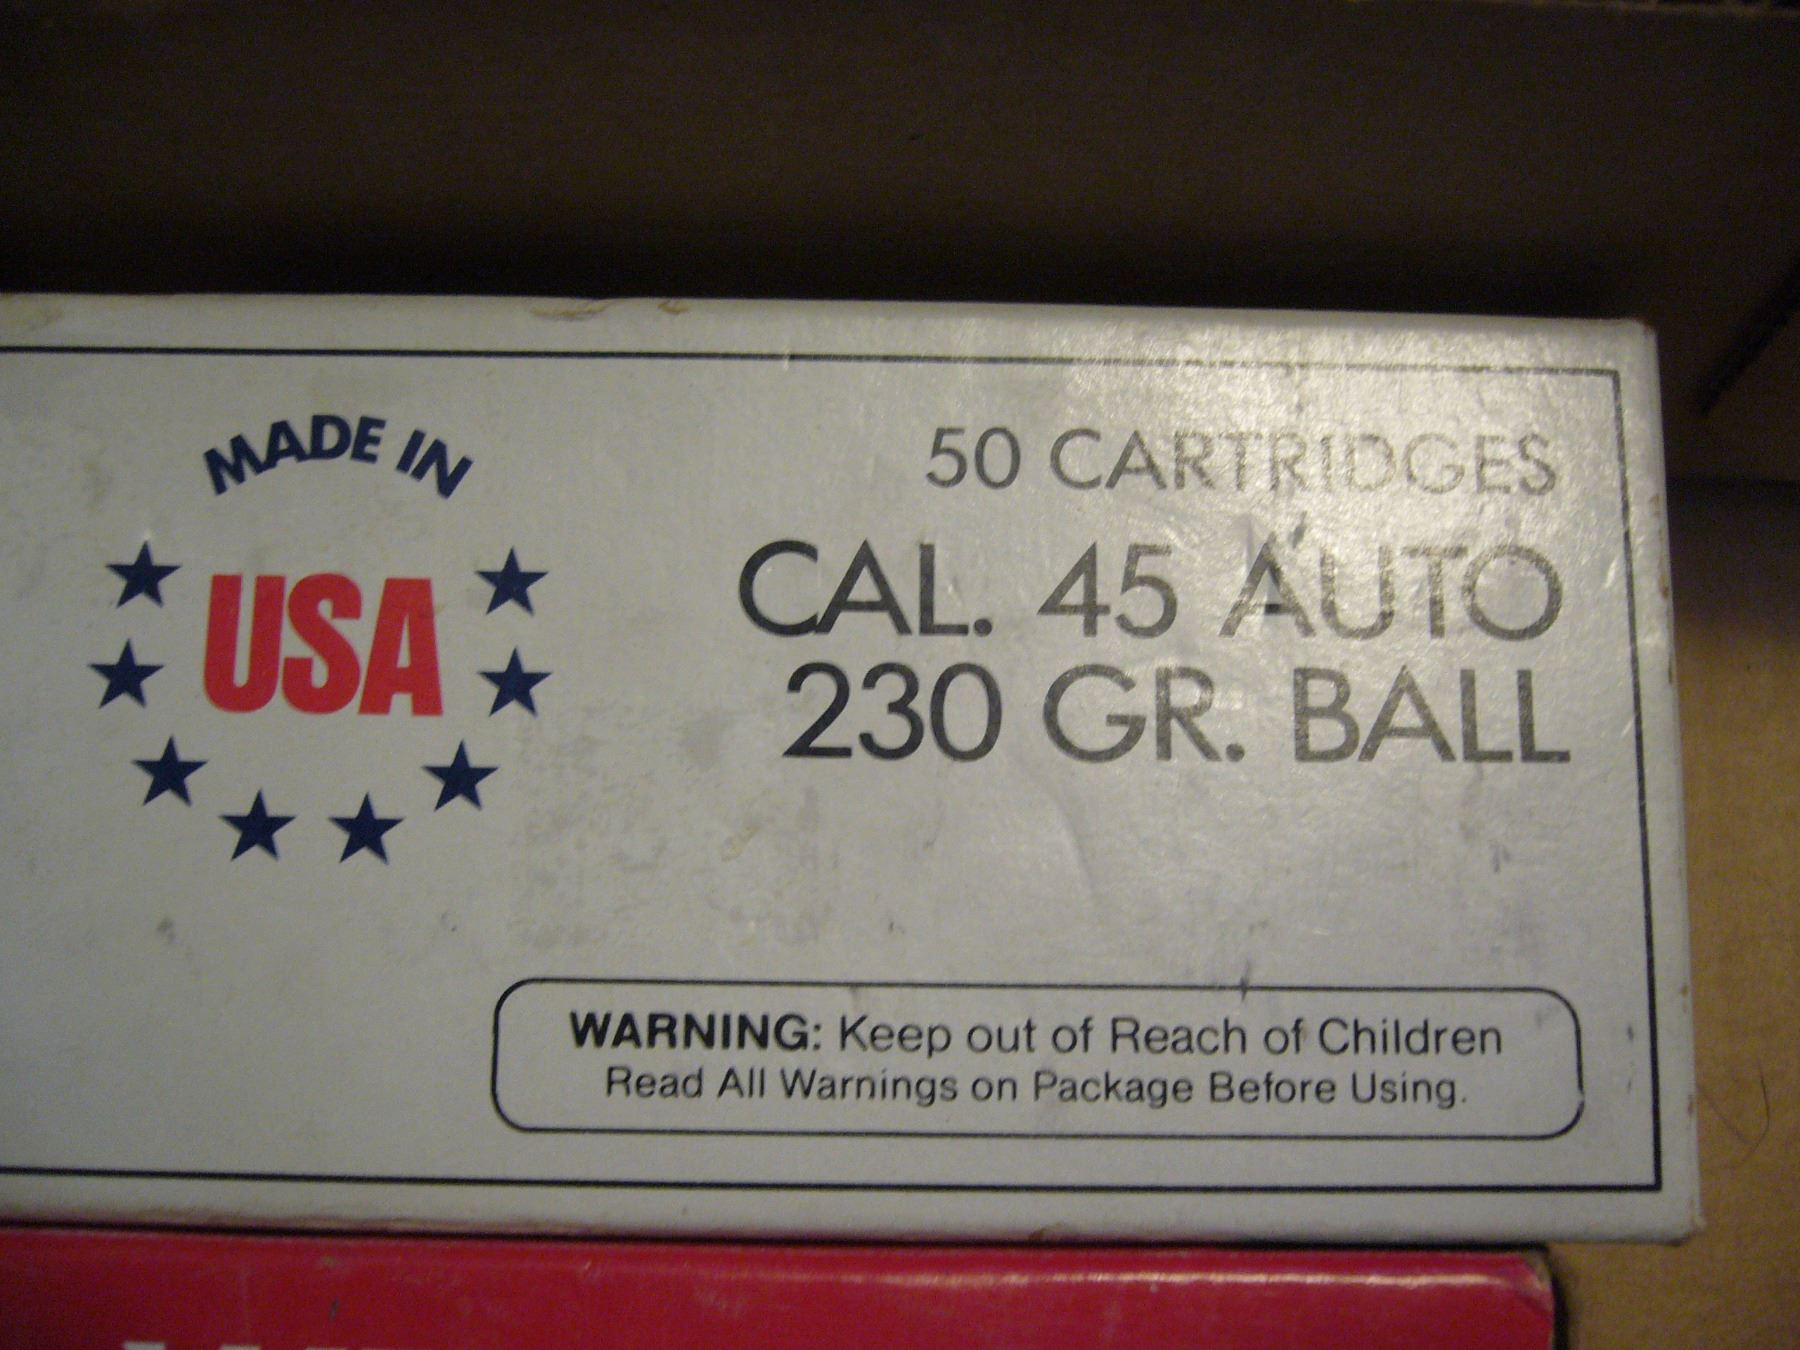 MADE IN
USA
50 CARTRIDGES
CAL. 45 AUTO
230 GR. BALL
WARNING: Keep out of Reach of Children
Read All Warnings on Package Before Using.